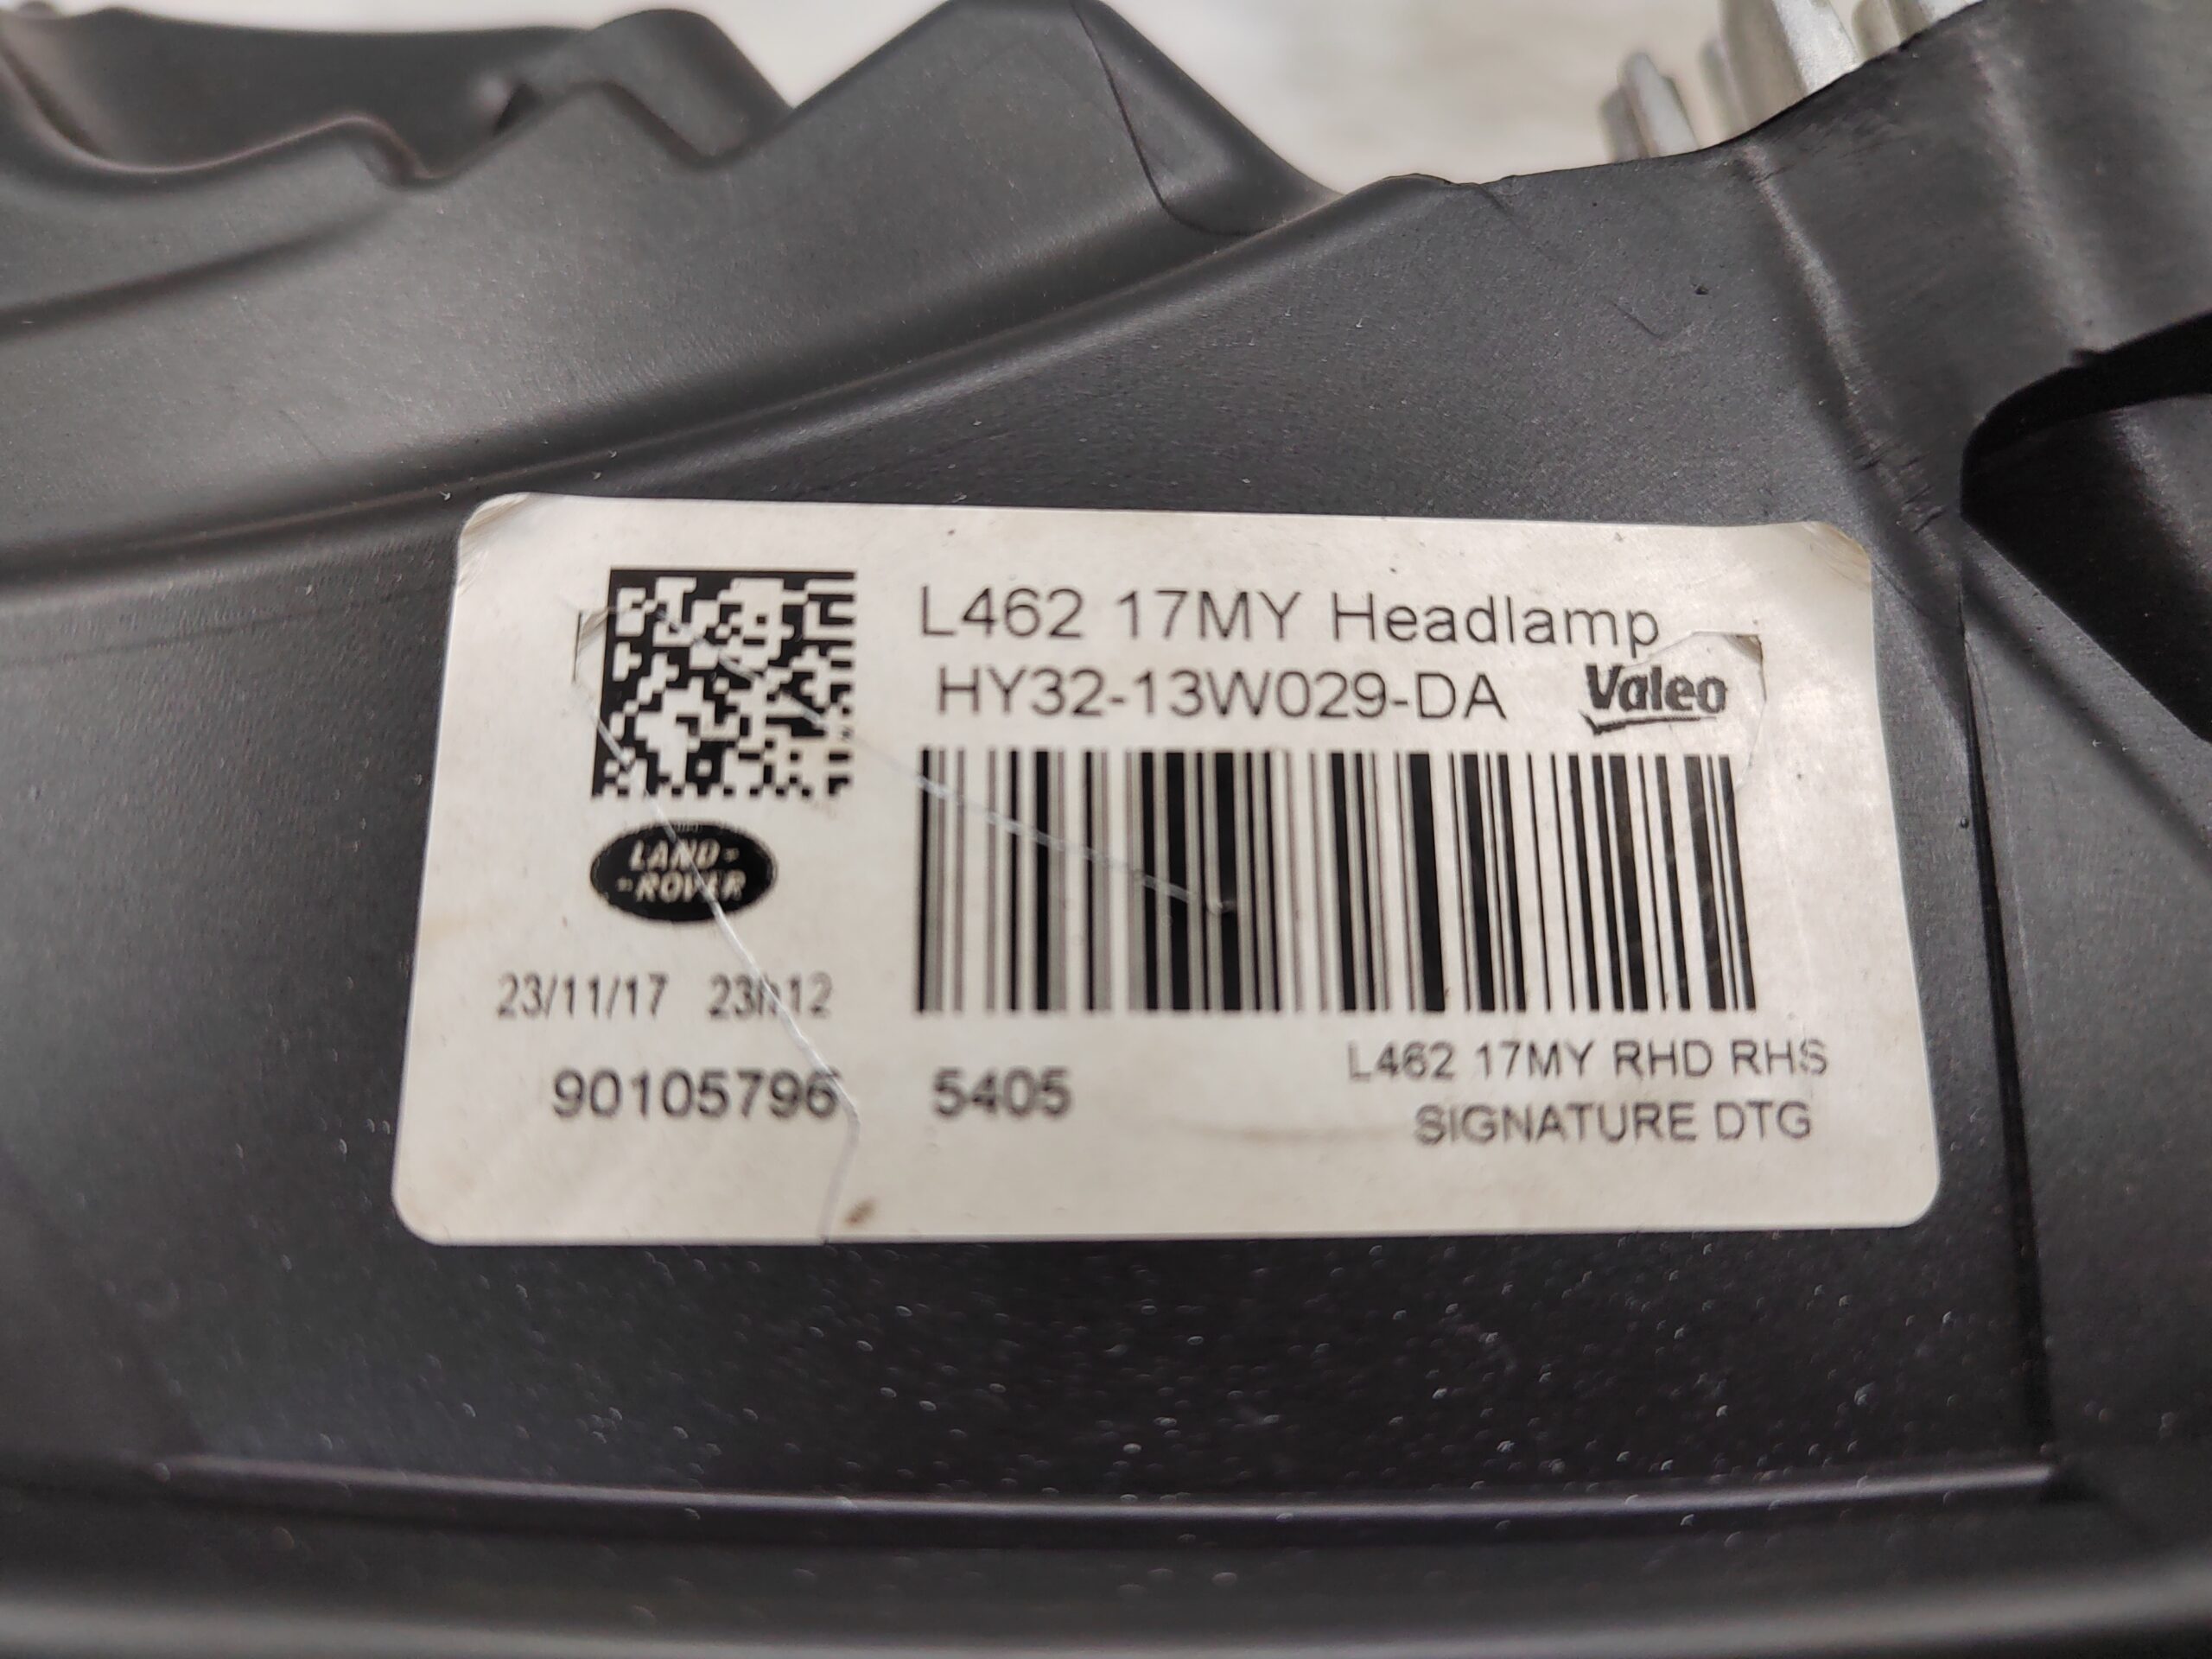 L462 17MY Headlamp
HY32-13W029-DA
Valeo
LAND-
-ROVER
23/11/17 23h12
90105796 5405
L462 17MY RHD RHS
SIGNATURE DTG